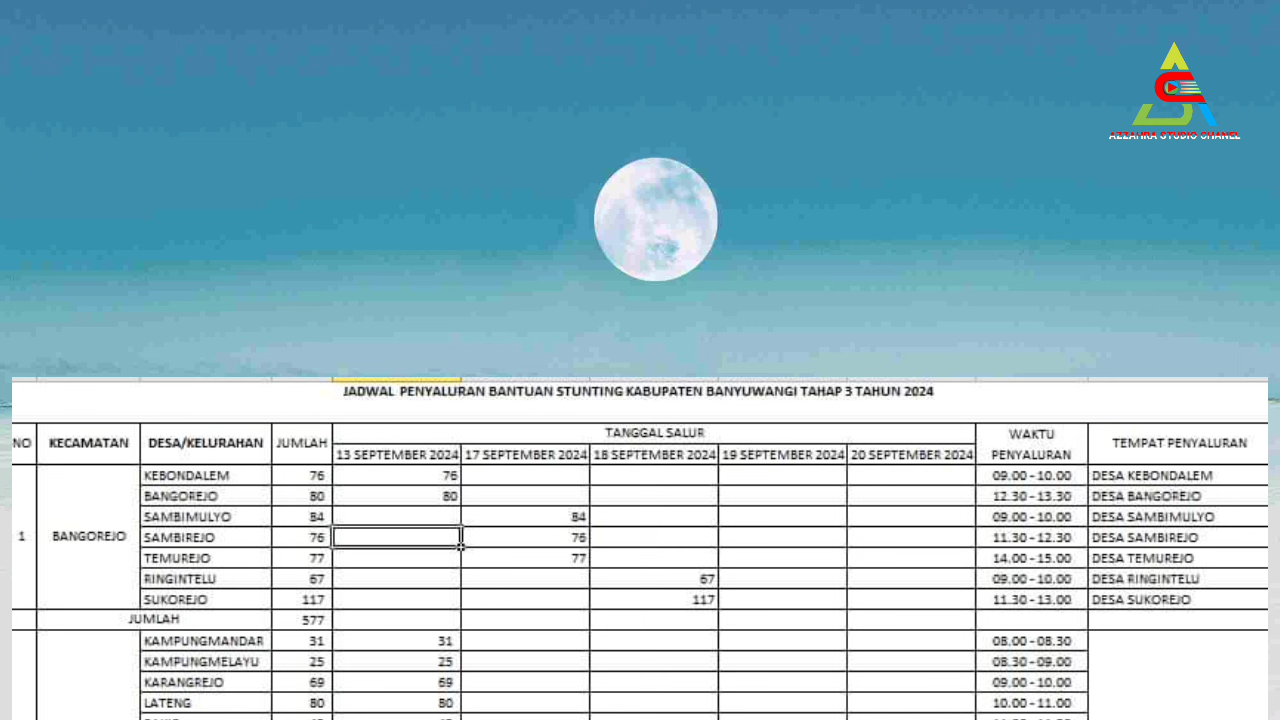 AZZAHRA STUDIO CHANEL
JADWAL PENYALURAN BANTUAN STUNTING KABUPATEN BANYUWANGI TAHAP 3 TAHUN 2024
NO KECAMATAN DESA/KELURAHAN JUMLAH TANGGAL SALUR WAKTU PENYALURAN TEMPAT PENYALURAN
13 SEPTEMBER 2024 17 SEPTEMBER 2024 18 SEPTEMBER 2024 19 SEPTEMBER 2024 20 SEPTEMBER 2024
1 BANGOREJO
KEBONDALEM 76 76 09.00 - 10.00 DESA KEBONDALEM
BANGOREJO 80 80 12.30 - 13.30 DESA BANGOREJO
SAMBIMULYO 84 84 09.00 - 10.00 DESA SAMBIMULYO
SAMBIREJO 76 76 11.30 - 12.30 DESA SAMBIREJO
TEMUREJO 77 77 14.00 - 15.00 DESA TEMUREJO
RINGINTELU 67 67 09.00 - 10.00 DESA RINGINTELU
SUKOREJO 117 117 11.30 - 13.00 DESA SUKOREJO
JUMLAH 577
KAMPUNGMANDAR 31 31 08.00 - 08.30
KAMPUNGMELAYU 25 25 08.30 - 09.00
KARANGREJO 69 69 09.00 - 10.00
LATENG 80 80 10.00 - 11.00